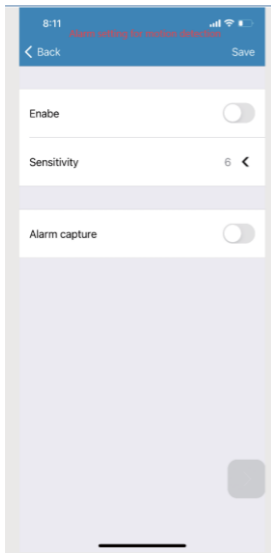 8:11
Alarm setting for motion detection
Back
Save
Enabe
Sensitivity 6
Alarm capture